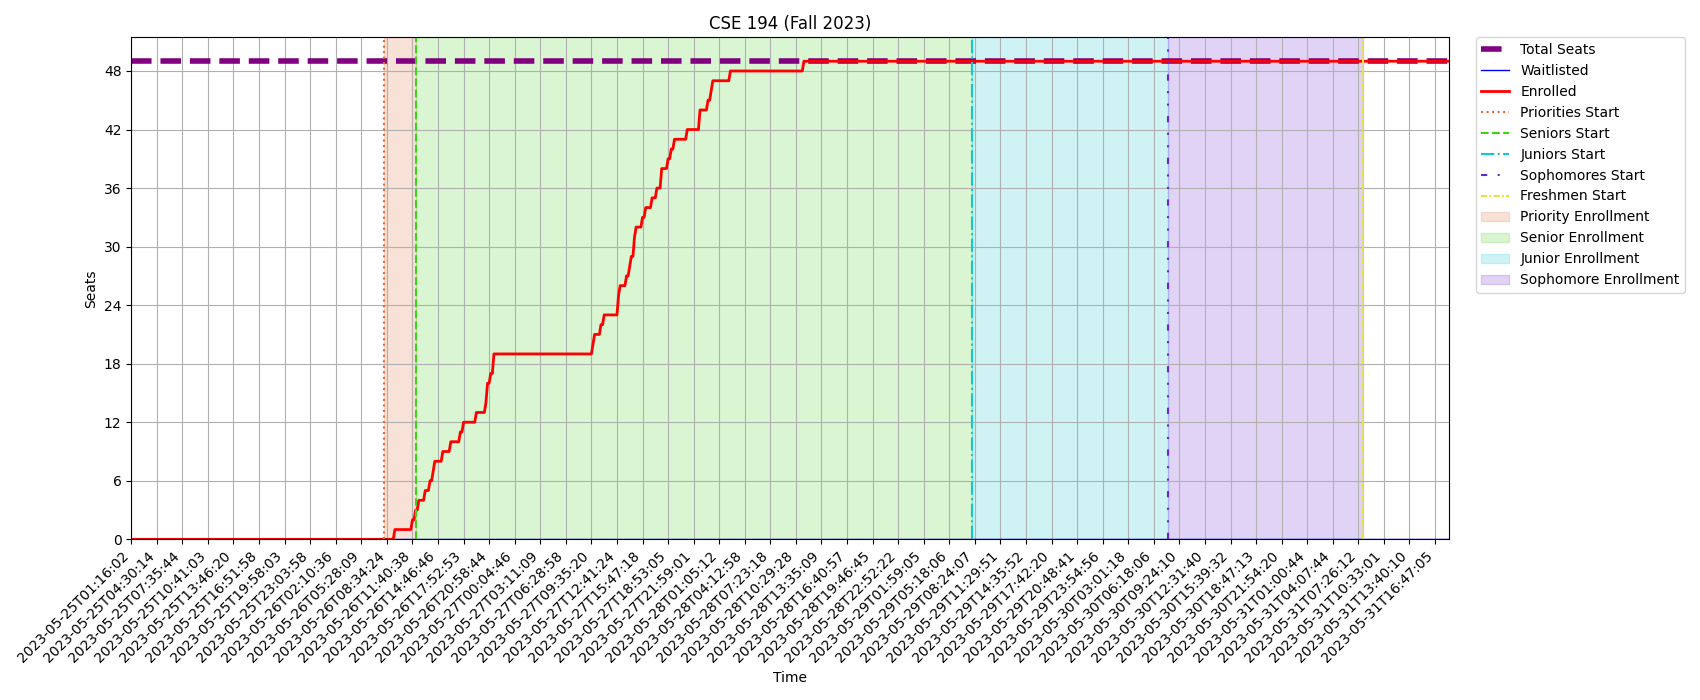 CSE 194 (Fall 2023)
Seats
48
42
36
30
24
18
12
6
0
2023-05-25T01:16:02
2023-05-25T04:30:14
2023-05-25T07:35:44
2023-05-25T10:41:03
2023-05-25T13:46:20
2023-05-25T16:51:58
2023-05-25T19:58:03
2023-05-25T23:03:58
2023-05-26T02:10:36
2023-05-26T05:28:09
2023-05-26T08:34:24
2023-05-26T11:40:38
2023-05-26T14:46:46
2023-05-26T17:52:53
2023-05-26T20:58:44
2023-05-27T00:04:46
2023-05-27T03:11:09
2023-05-27T06:28:58
2023-05-27T09:35:20
2023-05-27T12:41:24
2023-05-27T15:47:18
2023-05-27T18:53:05
2023-05-27T21:59:01
2023-05-28T01:05:12
2023-05-28T04:12:58
2023-05-28T07:23:18
2023-05-28T10:29:28
2023-05-28T13:35:09
2023-05-28T16:40:57
2023-05-28T19:46:45
2023-05-28T22:52:22
2023-05-29T01:59:05
2023-05-29T05:18:06
2023-05-29T08:24:07
2023-05-29T11:29:51
2023-05-29T14:35:52
2023-05-29T17:42:20
2023-05-29T20:48:41
2023-05-29T23:54:56
2023-05-30T03:01:18
2023-05-30T06:18:06
2023-05-30T09:24:10
2023-05-30T12:31:40
2023-05-30T15:39:32
2023-05-30T18:47:13
2023-05-30T21:54:20
2023-05-31T01:00:44
2023-05-31T04:07:44
2023-05-31T07:26:12
2023-05-31T10:33:01
2023-05-31T13:40:10
2023-05-31T16:47:05
Time
Total Seats
Waitlisted
Enrolled
Priorities Start
Seniors Start
Juniors Start
Sophomores Start
Freshmen Start
Priority Enrollment
Senior Enrollment
Junior Enrollment
Sophomore Enrollment